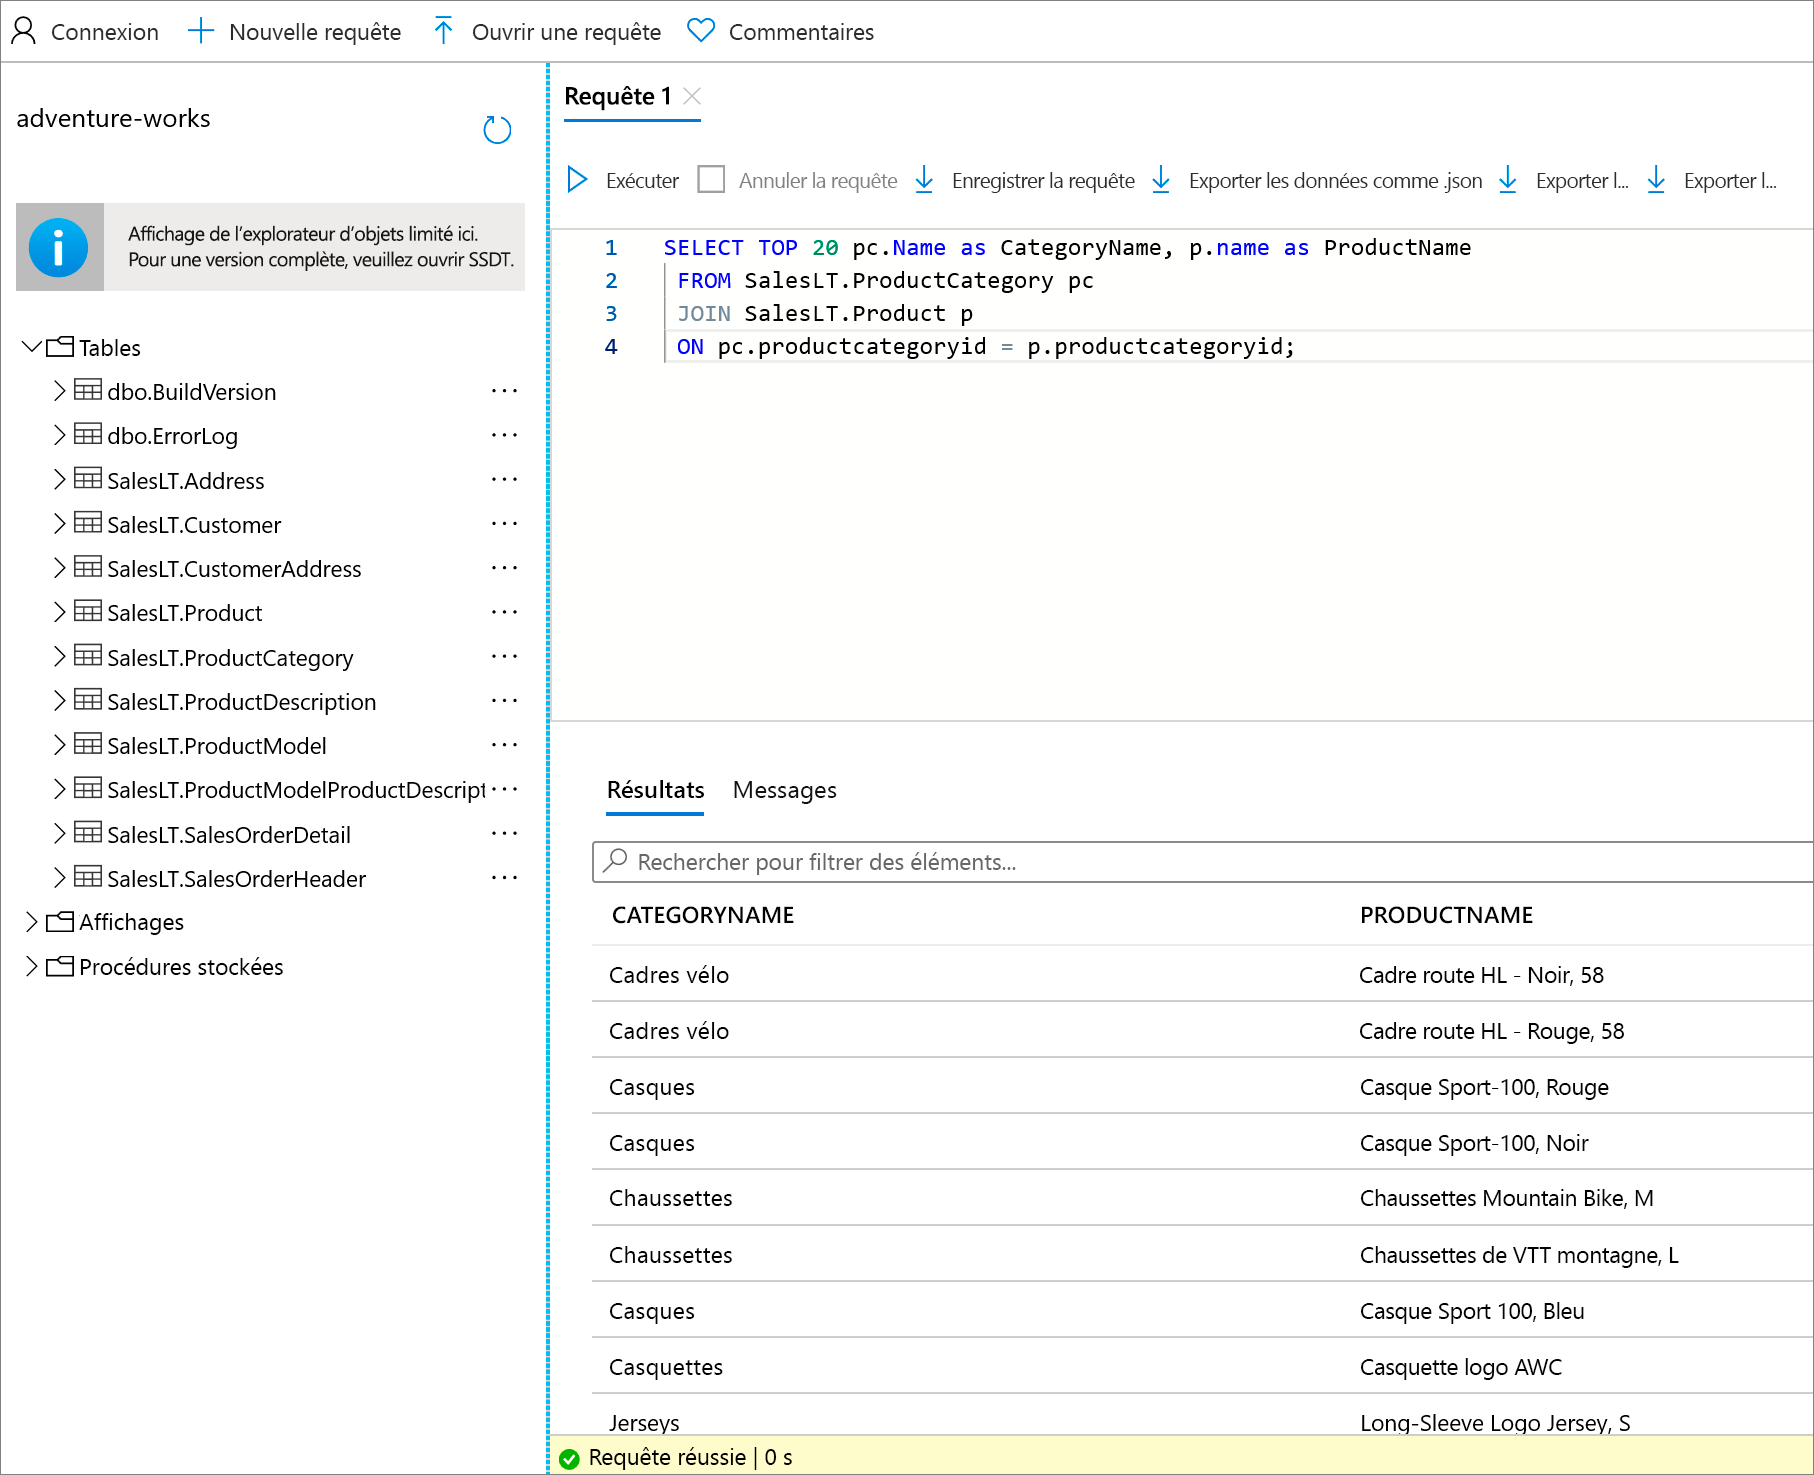 Connexion Nouvelle requête Ouvrir une requête Commentaires
adventure-works
Affichage de l’explorateur d’objets limité ici.
Pour une version complète, veuillez ouvrir SSDT.
Tables
dbo.BuildVersion ...
dbo.ErrorLog ...
SalesLT.Address ...
SalesLT.Customer ...
SalesLT.CustomerAddress ...
SalesLT.Product ...
SalesLT.ProductCategory ...
SalesLT.ProductDescription ...
SalesLT.ProductModel ...
SalesLT.ProductModelProductDescript ...
SalesLT.SalesOrderDetail ...
SalesLT.SalesOrderHeader ...
Affichages
Procédures stockées
Requête 1
Exécuter Annuler la requête Enregistrer la requête Exporter les données comme .json Exporter l... Exporter l...
1 SELECT TOP 20 pc.Name as CategoryName, p.name as ProductName
2 FROM SalesLT.ProductCategory pc
3 JOIN SalesLT.Product p
4 ON pc.productcategoryid = p.productcategoryid;
Résultats Messages
Rechercher pour filtrer des éléments...
CATEGORYNAME PRODUCTNAME
Cadres vélo Cadre route HL - Noir, 58
Cadres vélo Cadre route HL - Rouge, 58
Casques Casque Sport-100, Rouge
Casques Casque Sport-100, Noir
Chaussettes Chaussettes Mountain Bike, M
Chaussettes Chaussettes de VTT montagne, L
Casques Casque Sport 100, Bleu
Casquettes Casquette logo AWC
Jerseys Long-Sleeve Logo Jersey, S
Requête réussie | 0 s